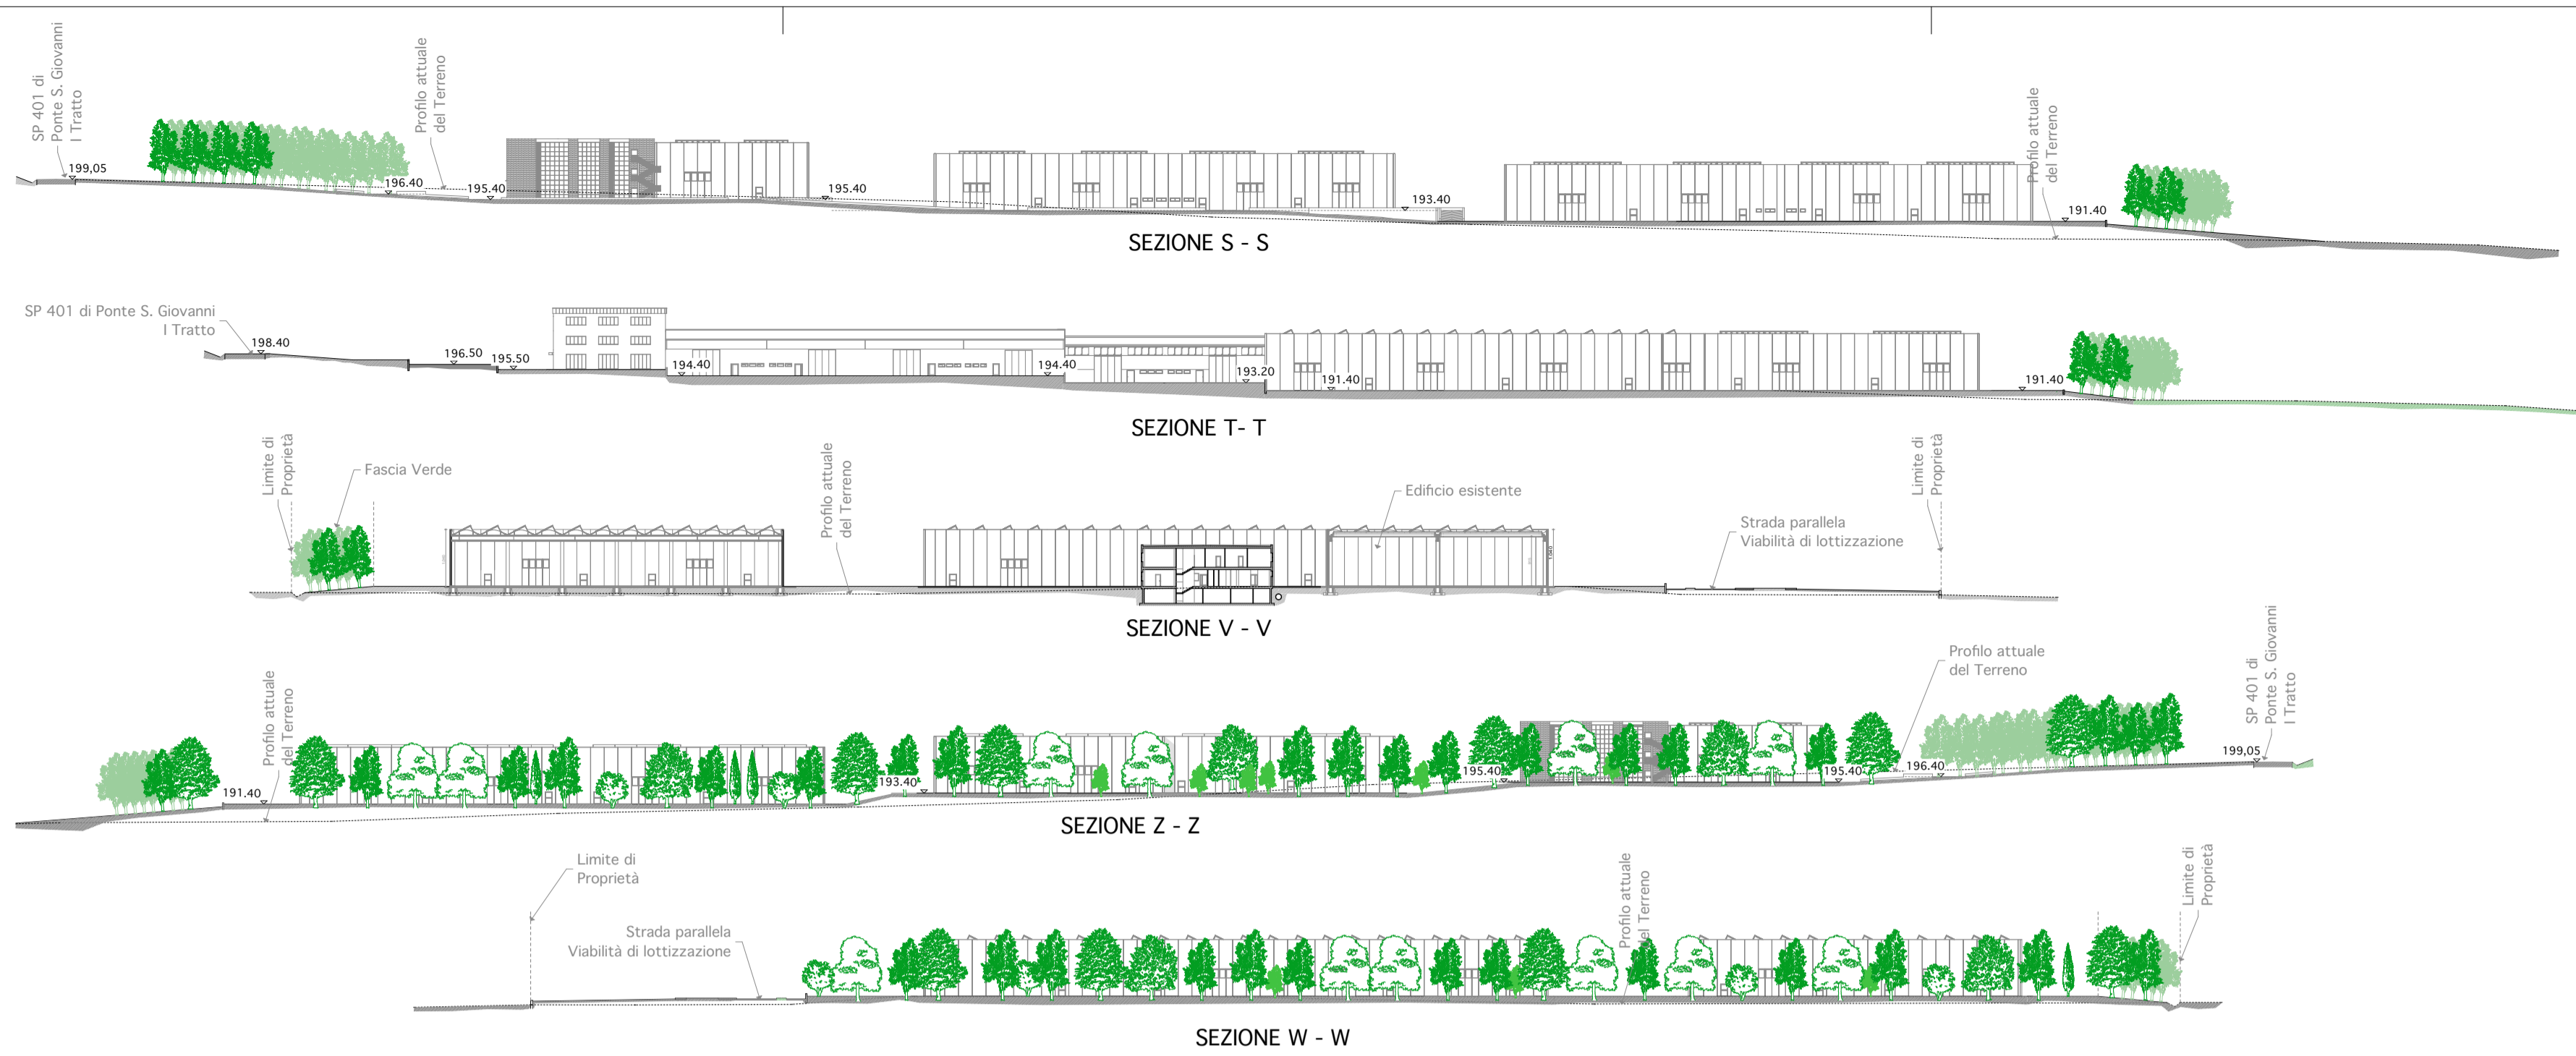 SP 401 di
Ponte S. Giovanni
I Tratto
199,05
Profilo attuale
del Terreno
196.40
195.40
195.40
193.40
Profilo attuale
del Terreno
191.40
SEZIONE S - S
SP 401 di Ponte S. Giovanni
I Tratto
198.40
196.50
195.50
194.40
194.40
193.20
191.40
191.40
SEZIONE T- T
Limite di
Proprietà
Fascia Verde
Profilo attuale
del Terreno
Edificio esistente
Strada parallela
Viabilità di lottizzazione
Limite di
Proprietà
SEZIONE V - V
191.40
Profilo attuale
del Terreno
193.40
195.40
195.40
196.40
Profilo attuale
del Terreno
199,05
SP 401 di
Ponte S. Giovanni
I Tratto
SEZIONE Z - Z
Limite di
Proprietà
Strada parallela
Viabilità di lottizzazione
Profilo attuale
del Terreno
Limite di
Proprietà
SEZIONE W - W